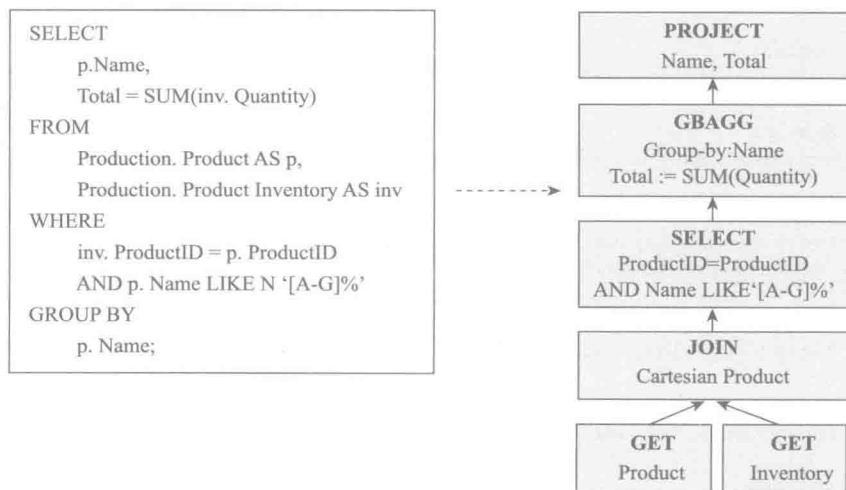 SELECT
p.Name,
Total = SUM(inv. Quantity)
FROM
Production. Product AS p,
Production. Product Inventory AS inv
WHERE
inv. ProductID = p. ProductID
AND p. Name LIKE N ‘[A-G]%’
GROUP BY
p. Name;
PROJECT
Name, Total
GBAGG
Group-by:Name
Total := SUM(Quantity)
SELECT
ProductID=ProductID
AND Name LIKE‘[A-G]%’
JOIN
Cartesian Product
GET
Product
GET
Inventory